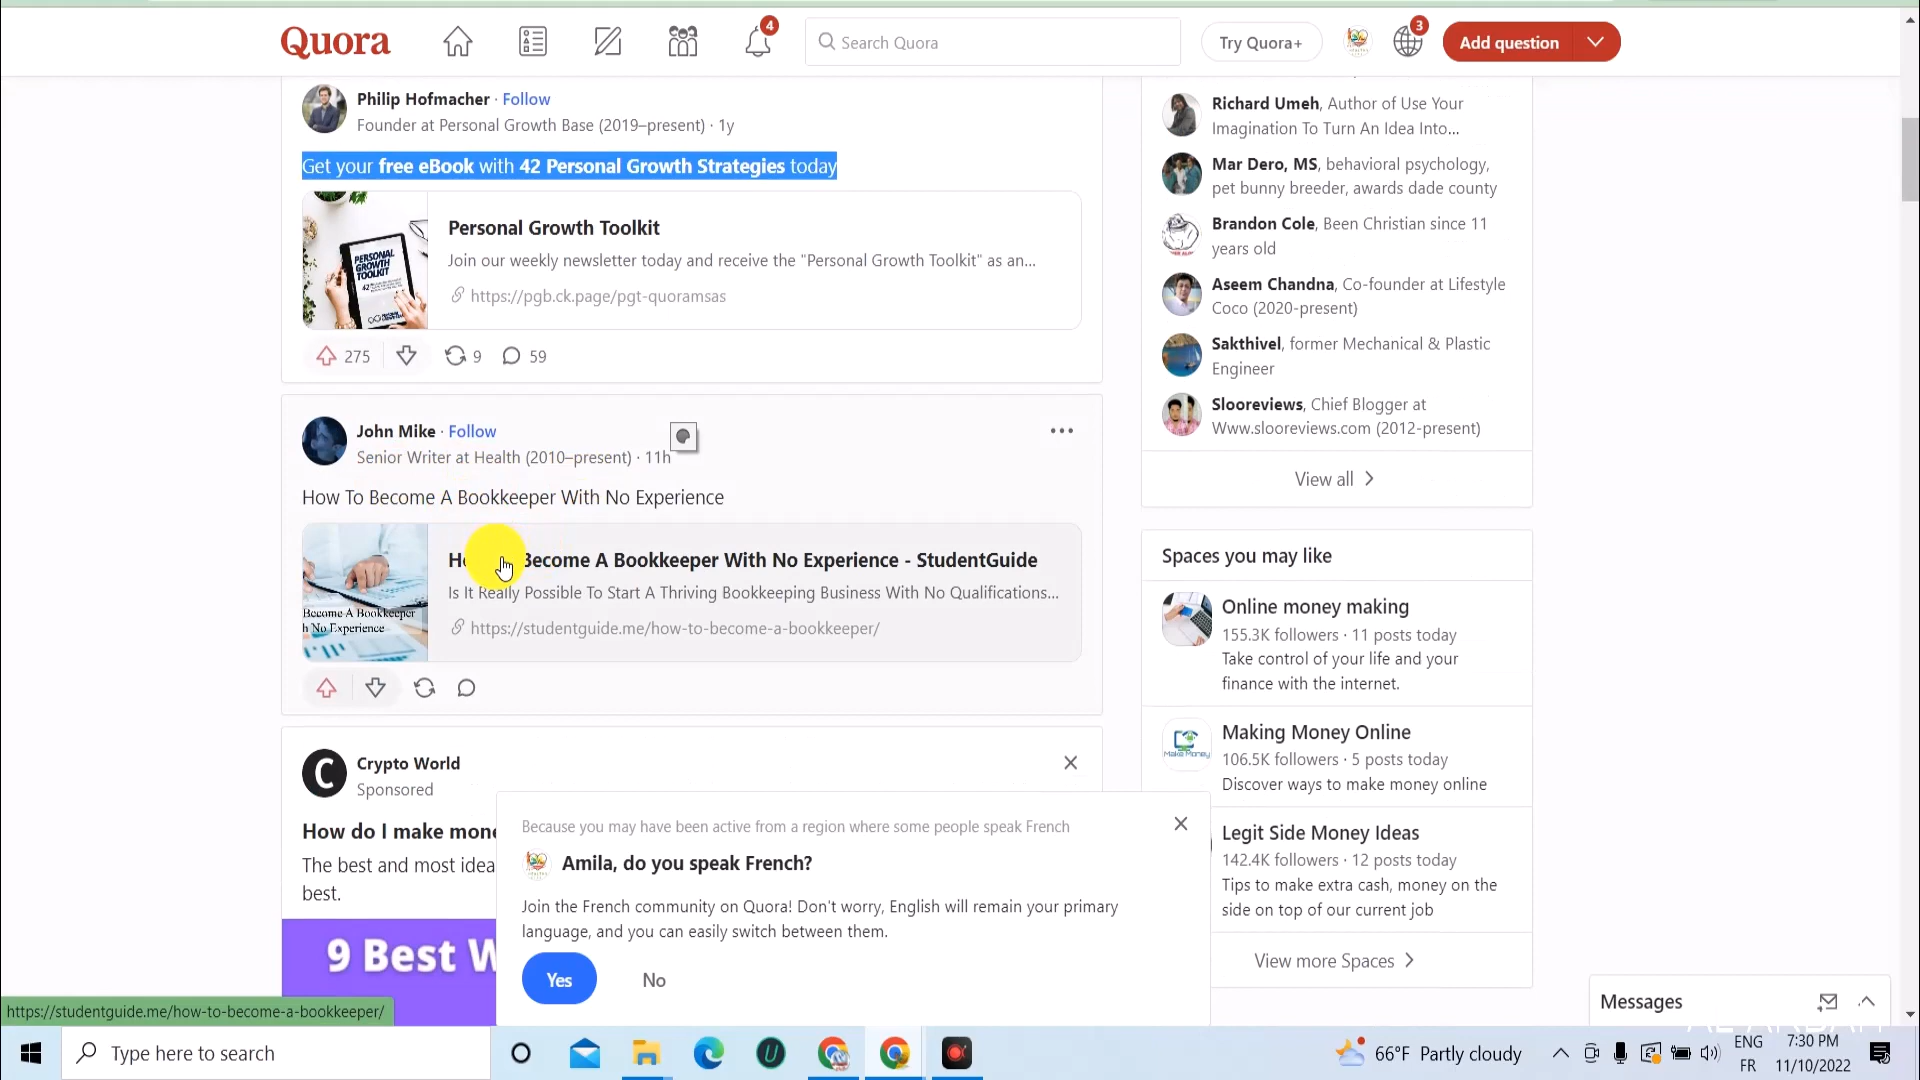 Quora
4
Search Quora
Try Quora+
3
Add question
Philip Hofmacher · Follow
Founder at Personal Growth Base (2019–present) · 1y
Get your free eBook with 42 Personal Growth Strategies today
PERSONAL
GROWTH
TOOLKIT
Personal Growth Toolkit
Join our weekly newsletter today and receive the "Personal Growth Toolkit" as an...
https://pgb.ck.page/pgt-quoramsas
275
9
59
John Mike · Follow
Senior Writer at Health (2010–present) · 11h
How To Become A Bookkeeper With No Experience
Become A Bookkeeper
h No Experience
Become A Bookkeeper With No Experience - StudentGuide
Is It Really Possible To Start A Thriving Bookkeeping Business With No Qualifications...
https://studentguide.me/how-to-become-a-bookkeeper/
Crypto World
Sponsored
How do I make mone
The best and most idea
best.
9 Best W
Because you may have been active from a region where some people speak French
Amila, do you speak French?
Join the French community on Quora! Don't worry, English will remain your primary
language, and you can easily switch between them.
Yes
No
Richard Umeh, Author of Use Your
Imagination To Turn An Idea Into...
Mar Dero, MS, behavioral psychology,
pet bunny breeder, awards dade county
Brandon Cole, Been Christian since 11
years old
Aseem Chandna, Co-founder at Lifestyle
Coco (2020-present)
Sakthivel, former Mechanical & Plastic
Engineer
Slooreviews, Chief Blogger at
Www.slooreviews.com (2012-present)
View all
Spaces you may like
Online money making
155.3K followers · 11 posts today
Take control of your life and your
finance with the internet.
Make Money
Making Money Online
106.5K followers · 5 posts today
Discover ways to make money online
Legit Side Money Ideas
142.4K followers · 12 posts today
Tips to make extra cash, money on the
side on top of our current job
View more Spaces
Messages
https://studentguide.me/how-to-become-a-bookkeeper/
Type here to search
66°F Partly cloudy
ENG
FR
7:30 PM
11/10/2022